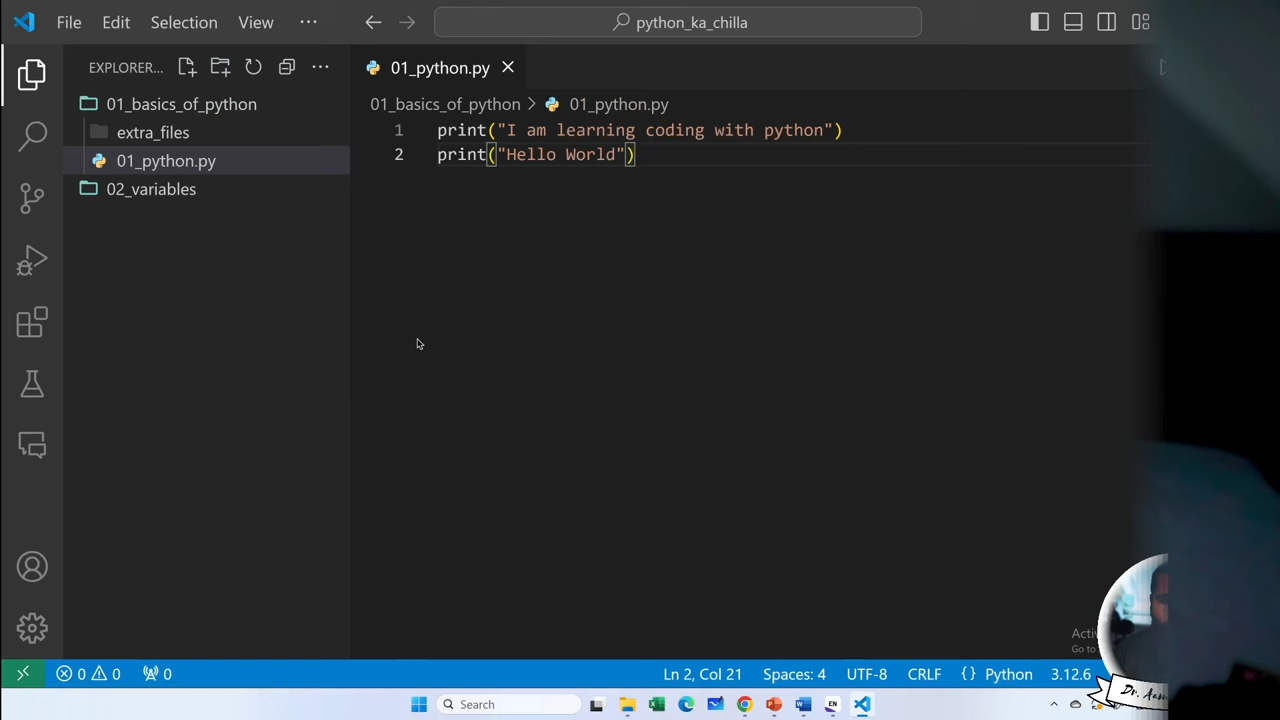 File Edit Selection View ··· python_ka_chilla
EXPLORER... ···
01_python.py
01_basics_of_python > 01_python.py
01_basics_of_python
extra_files
01_python.py
02_variables
1 print("I am learning coding with python")
2 print("Hello World")
0 0 0 Ln 2, Col 21 Spaces: 4 UTF-8 CRLF {} Python 3.12.6
Go to
Dr.
Search
EN